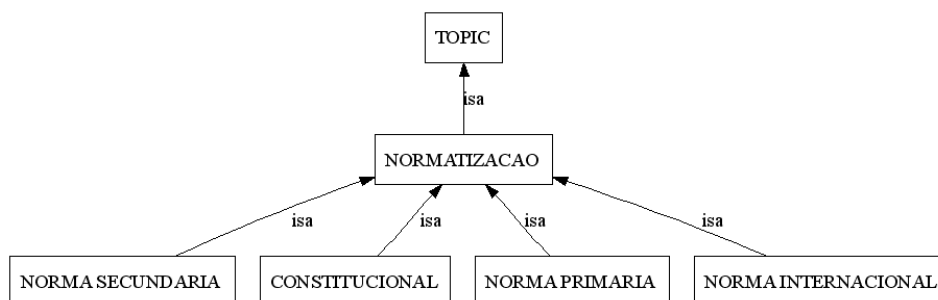 TOPIC
isa
NORMATIZACAO
isa
isa
isa
isa
NORMA SECUNDARIA
CONSTITUCIONAL
NORMA PRIMARIA
NORMA INTERNACIONAL